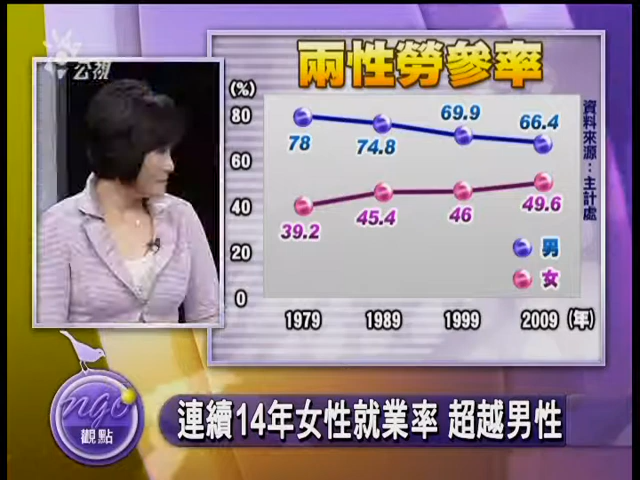 公視
兩性勞參率
(%)
80
60
40
20
0
78
74.8
69.9
66.4
39.2
45.4
46
49.6
男
女
1979
1989
1999
2009
(年)
資料來源：主計處
ngo
觀點
連續14年女性就業率 超越男性